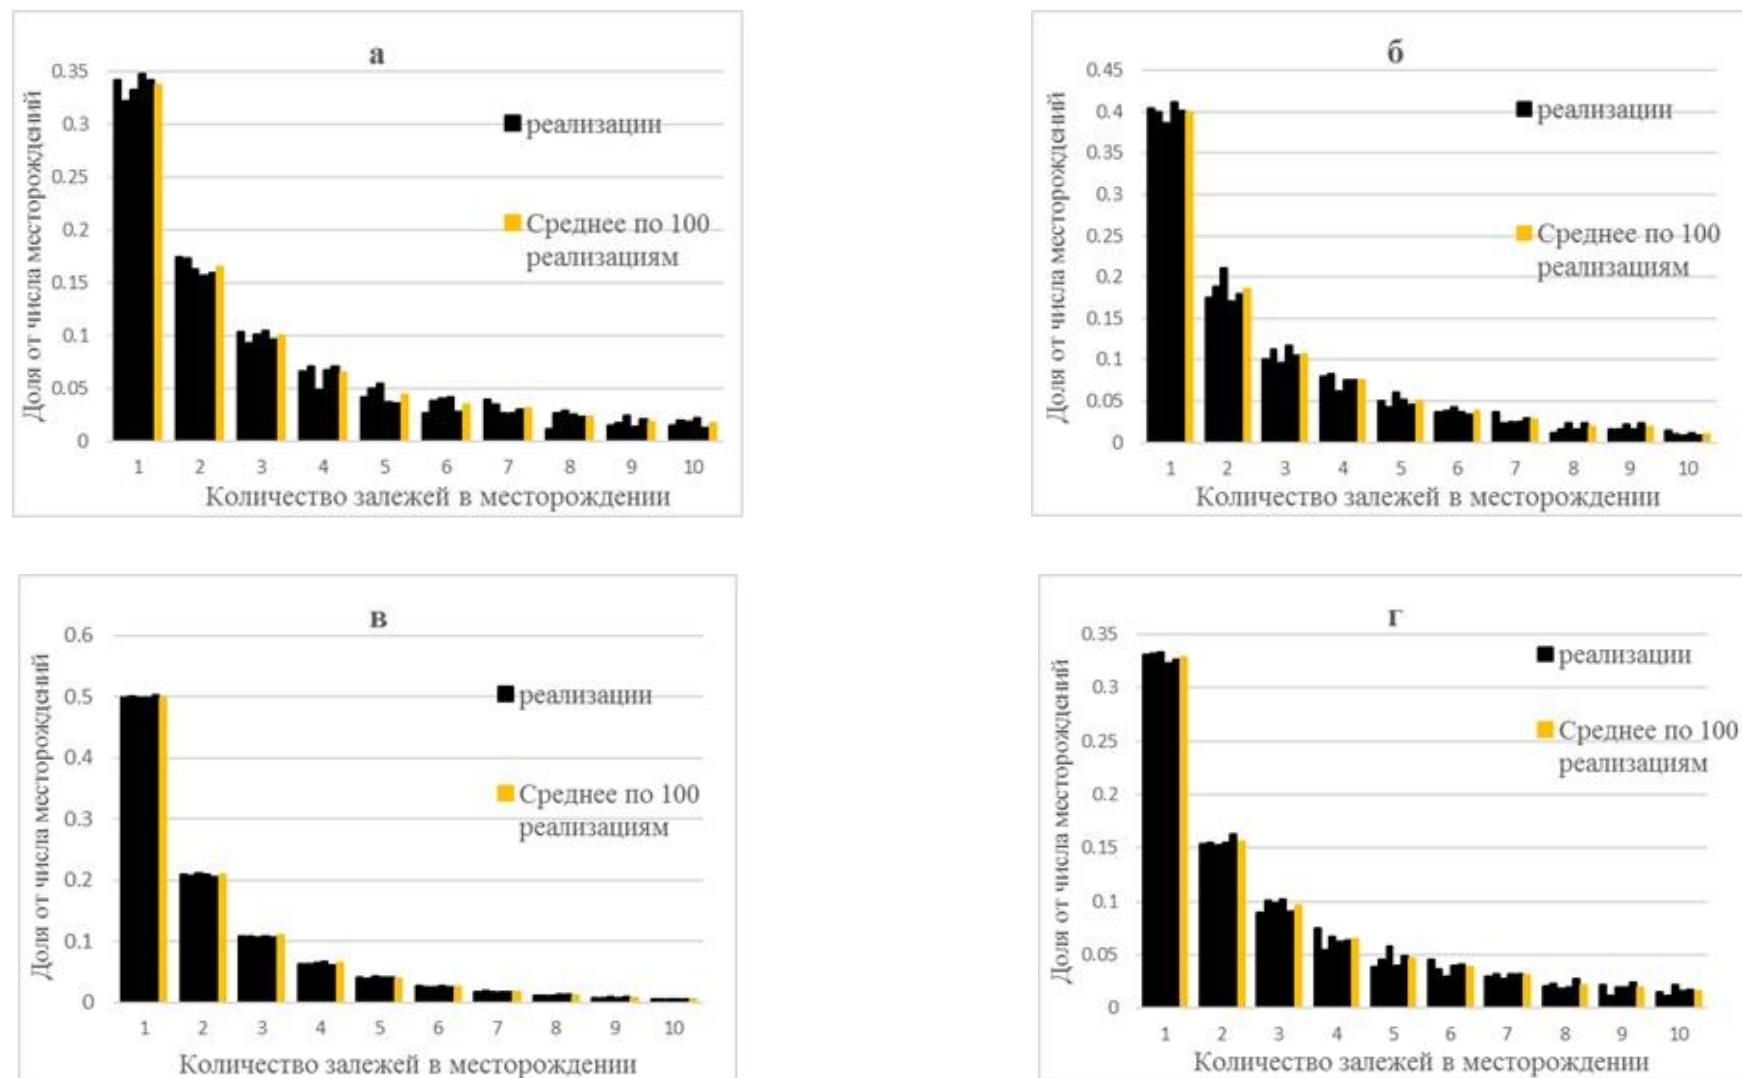 а
Доля от числа месторождений
0.35
0.3
0.25
0.2
0.15
0.1
0.05
0
реализации
Среднее по 100
реализациям
1 2 3 4 5 6 7 8 9 10
Количество залежей в месторождении
б
Доля от числа месторождений
0.45
0.4
0.35
0.3
0.25
0.2
0.15
0.1
0.05
0
реализации
Среднее по 100
реализациям
1 2 3 4 5 6 7 8 9 10
Количество залежей в месторождении
в
Доля от числа месторождений
0.6
0.5
0.4
0.3
0.2
0.1
0
реализации
Среднее по 100
реализациям
1 2 3 4 5 6 7 8 9 10
Количество залежей в месторождении
г
Доля от числа месторождений
0.35
0.3
0.25
0.2
0.15
0.1
0.05
0
реализации
Среднее по 100
реализациям
1 2 3 4 5 6 7 8 9 10
Количество залежей в месторождении